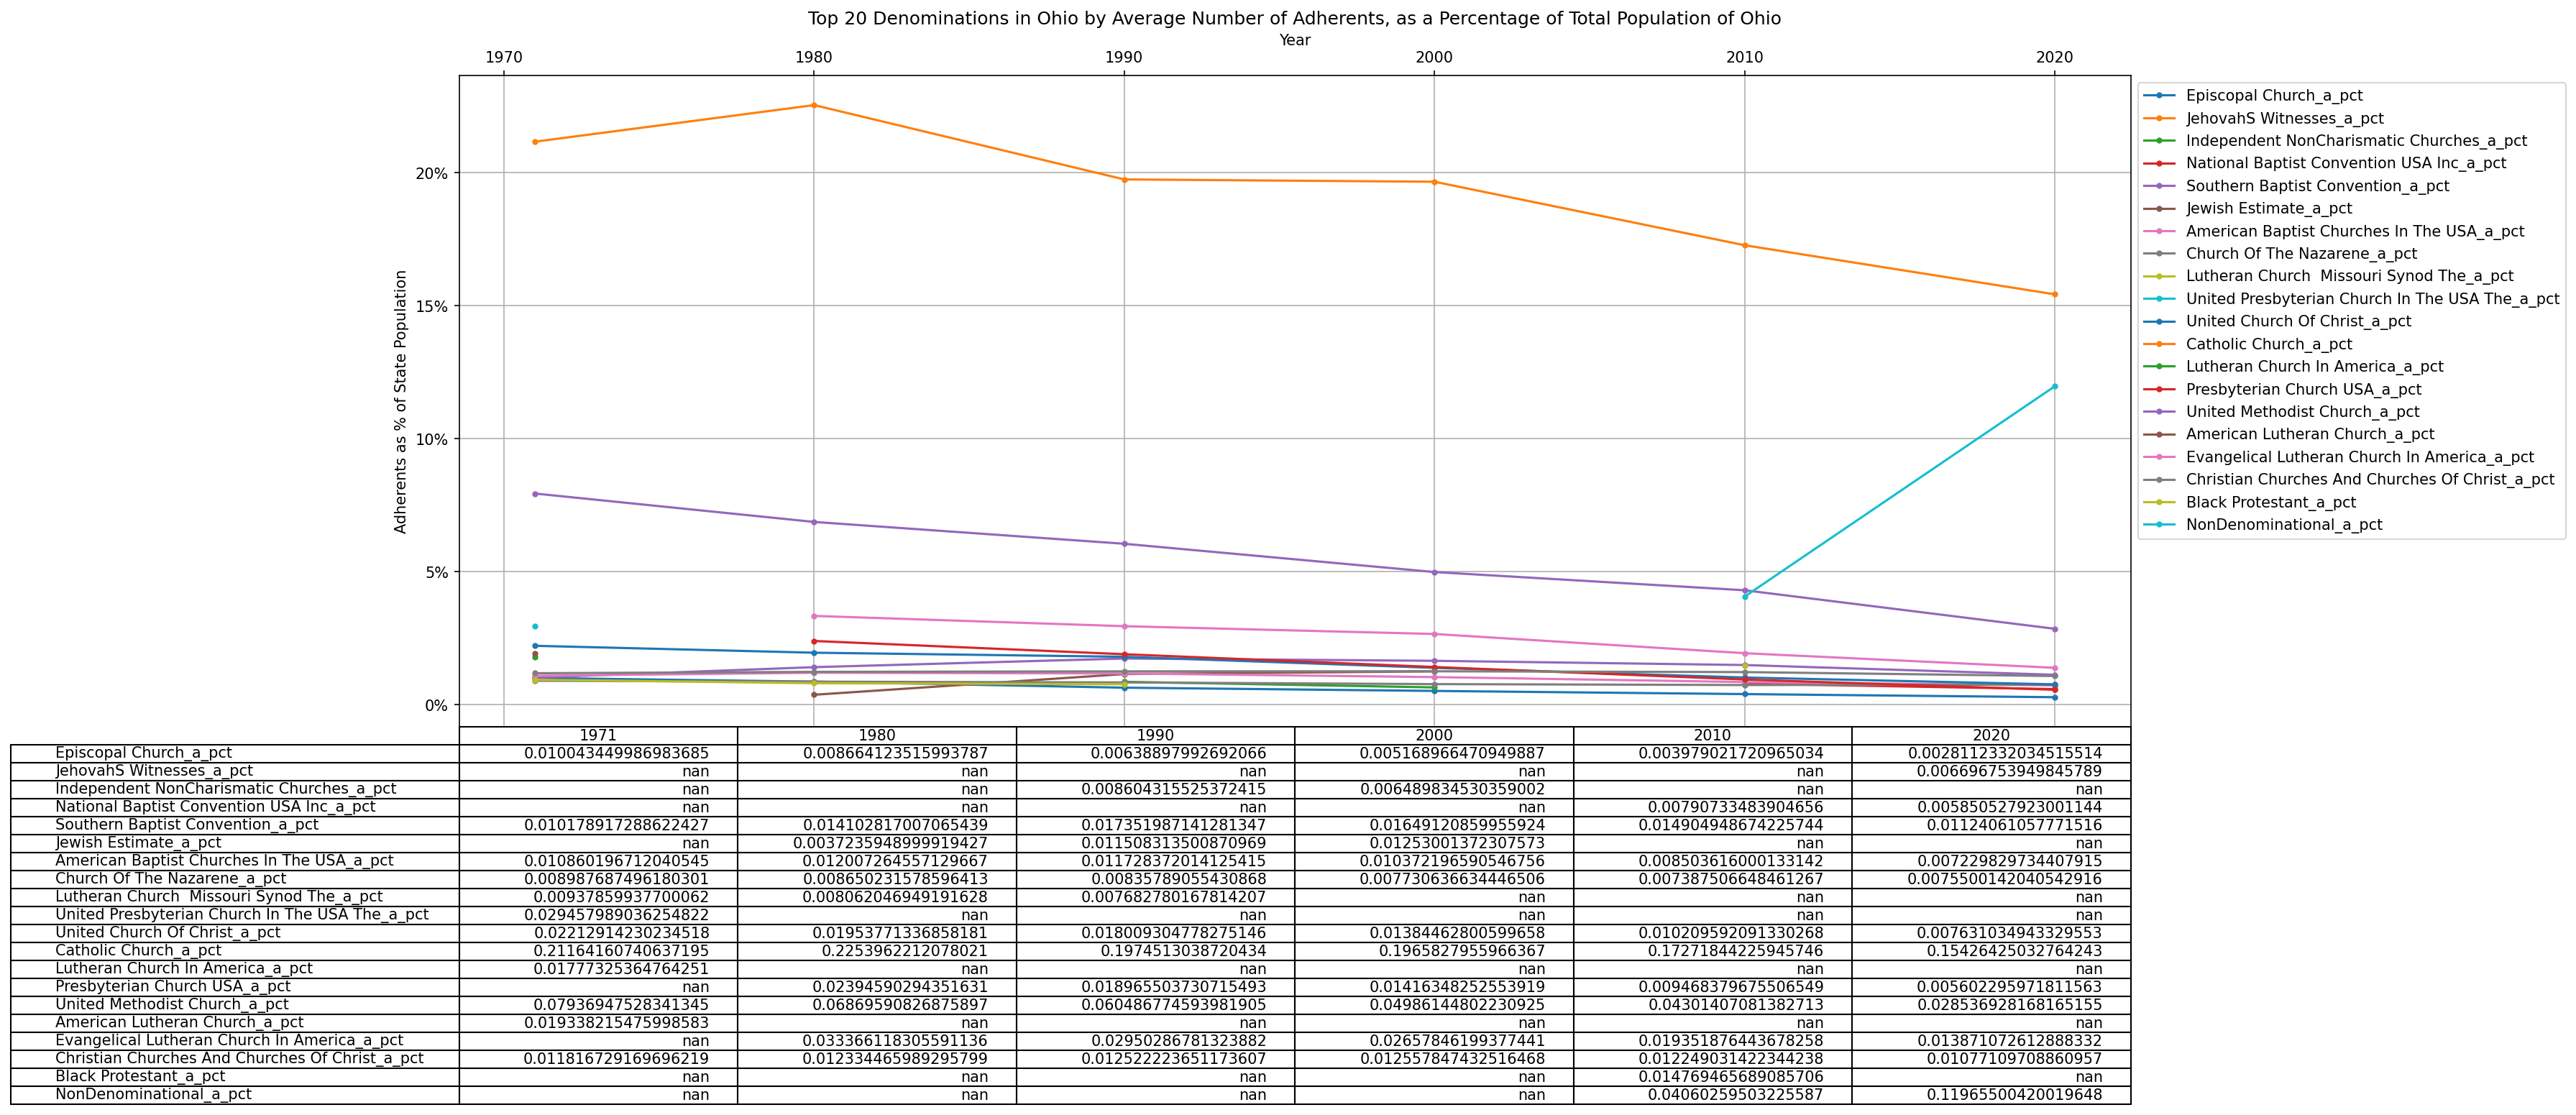 Top 20 Denominations in Ohio by Average Number of Adherents, as a Percentage of Total Population of Ohio
Year
1970 1980 1990 2000 2010 2020
Adherents as % of State Population
20%
15%
10%
5%
0%
Episcopal Church_a_pct
JehovahS Witnesses_a_pct
Independent NonCharismatic Churches_a_pct
National Baptist Convention USA Inc_a_pct
Southern Baptist Convention_a_pct
Jewish Estimate_a_pct
American Baptist Churches In The USA_a_pct
Church Of The Nazarene_a_pct
Lutheran Church  Missouri Synod The_a_pct
United Presbyterian Church In The USA The_a_pct
United Church Of Christ_a_pct
Catholic Church_a_pct
Lutheran Church In America_a_pct
Presbyterian Church USA_a_pct
United Methodist Church_a_pct
American Lutheran Church_a_pct
Evangelical Lutheran Church In America_a_pct
Christian Churches And Churches Of Christ_a_pct
Black Protestant_a_pct
NonDenominational_a_pct
1971 1980 1990 2000 2010 2020
Episcopal Church_a_pct 0.010043449986983685 0.008664123515993787 0.00638897992692066 0.005168966470949887 0.003979021720965034 0.0028112332034515514
JehovahS Witnesses_a_pct nan nan nan nan nan 0.006696753949845789
Independent NonCharismatic Churches_a_pct nan nan 0.008604315525372415 0.006489834530359002 nan nan
National Baptist Convention USA Inc_a_pct nan nan nan nan 0.00790733483904656 0.005850527923001144
Southern Baptist Convention_a_pct 0.010178917288622427 0.014102817007065439 0.017351987141281347 0.01649120859955924 0.014904948674225744 0.01124061057771516
Jewish Estimate_a_pct nan 0.0037235948999919427 0.011508313500870969 0.01253001372307573 nan nan
American Baptist Churches In The USA_a_pct 0.010860196712040545 0.012007264557129667 0.011728372014125415 0.010372196590546756 0.008503616000133142 0.007229829734407915
Church Of The Nazarene_a_pct 0.008987687496180301 0.008650231578596413 0.00835789055430868 0.007730636634446506 0.007387506648461267 0.0075500142040542916
Lutheran Church  Missouri Synod The_a_pct 0.00937859937700062 0.008062046949191628 0.007682780167814207 nan nan nan
United Presbyterian Church In The USA The_a_pct 0.029457989036254822 nan nan nan nan nan
United Church Of Christ_a_pct 0.02212914230234518 0.01953771336858181 0.018009304778275146 0.01384462800599658 0.010209592091330268 0.007631034943329553
Catholic Church_a_pct 0.21164160740637195 0.2253962212078021 0.1974513038720434 0.1965827955966367 0.17271844225945746 0.15426425032764243
Lutheran Church In America_a_pct 0.01777325364764251 nan nan nan nan nan
Presbyterian Church USA_a_pct nan 0.02394590294351631 0.018965503730715493 0.01416348252553919 0.009468379675506549 0.005602295971811563
United Methodist Church_a_pct 0.07936947528341345 0.06869590826875897 0.060486774593981905 0.04986144802230925 0.04301407081382713 0.028536928168165155
American Lutheran Church_a_pct 0.019338215475998583 nan nan nan nan nan
Evangelical Lutheran Church In America_a_pct nan 0.033366118305591136 0.02950286781323882 0.02657846199377441 0.019351876443678258 0.013871072612888332
Christian Churches And Churches Of Christ_a_pct 0.011816729169696219 0.012334465989295799 0.012522223651173607 0.012557847432516468 0.012249031422344238 0.01077109708860957
Black Protestant_a_pct nan nan nan nan 0.014769465689085706 nan
NonDenominational_a_pct nan nan nan nan 0.04060259503225587 0.11965500420019648